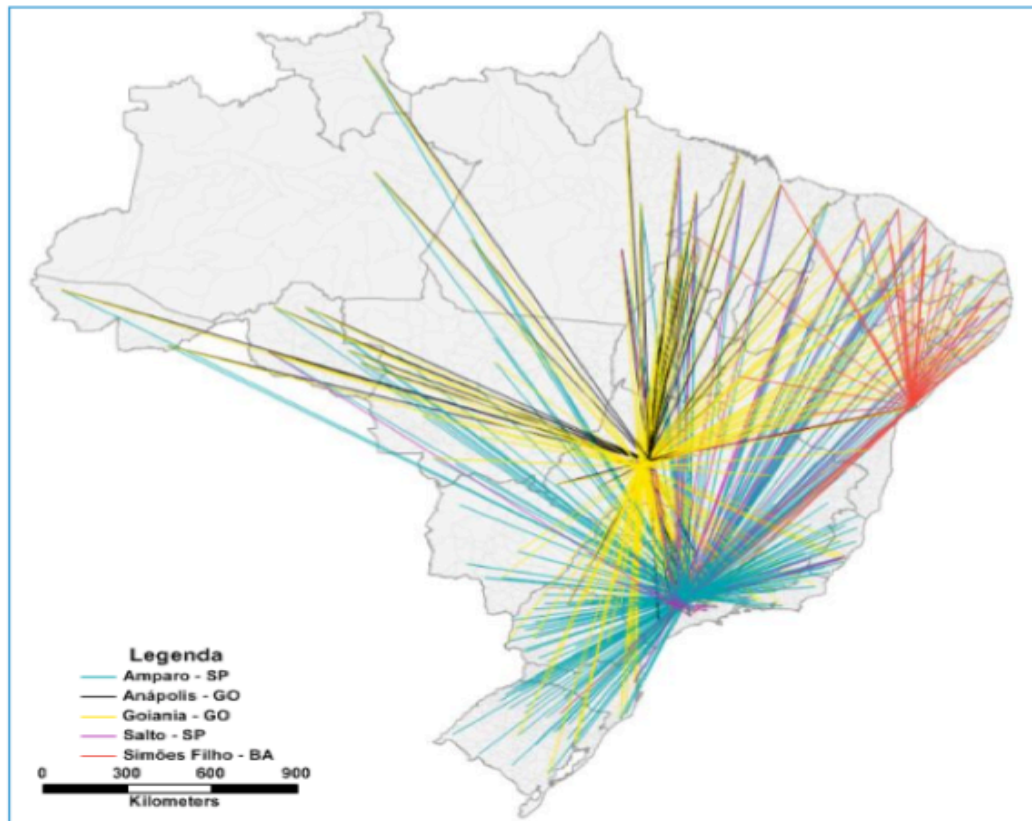 Legenda
Amparo - SP
Anápolis - GO
Goiania - GO
Salto - SP
Simões Filho - BA
0 300 600 900
Kilometers